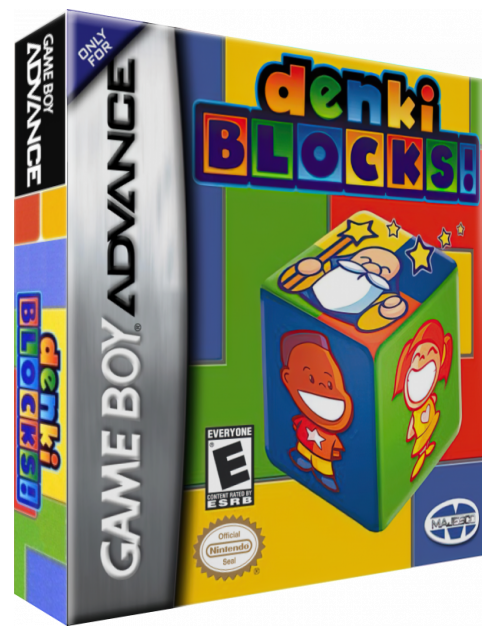 GAME BOY
ADVANCE
denki
BLOCKS!
ONLY
FOR
GAME BOY ADVANCE
denki
BLOCKS!
EVERYONE
E
CONTENT RATED BY
ESRB
Official
Nintendo
Seal
MAJESCO